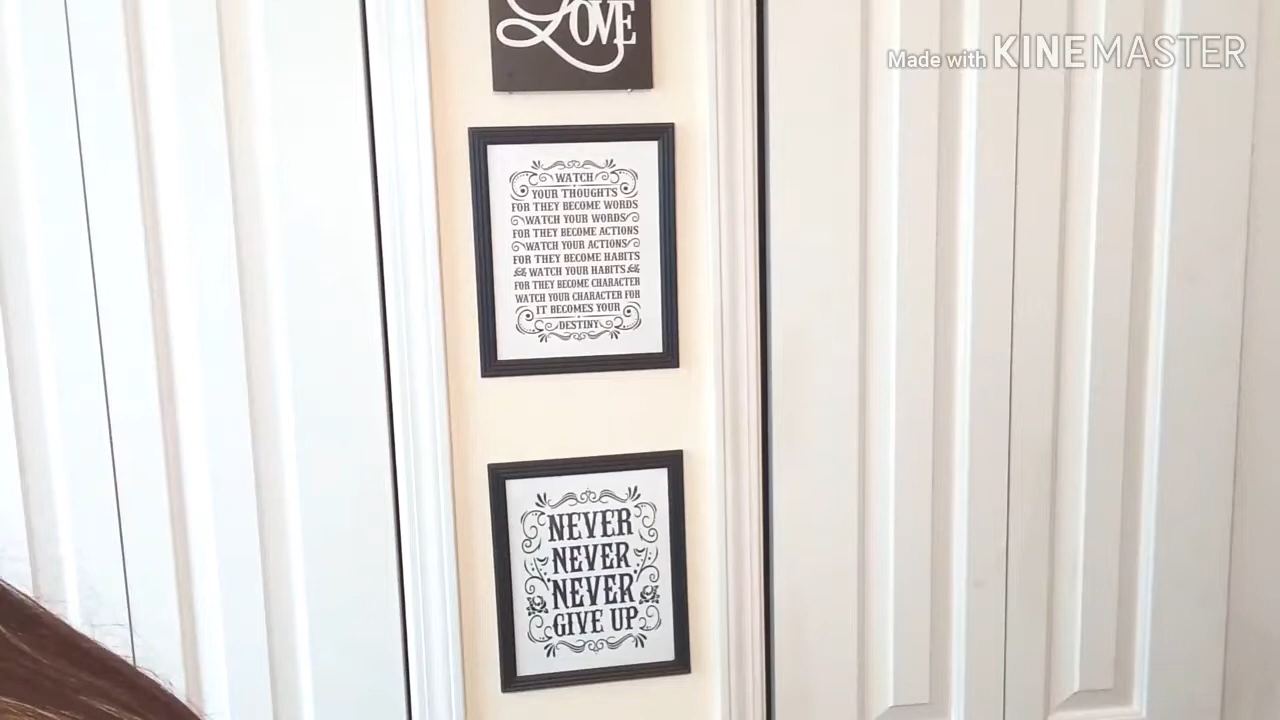 LOVE
Made with KINEMASTER
WATCH
YOUR THOUGHTS
FOR THEY BECOME WORDS
WATCH YOUR WORDS
FOR THEY BECOME ACTIONS
WATCH YOUR ACTIONS
FOR THEY BECOME HABITS
WATCH YOUR HABITS
FOR THEY BECOME CHARACTER
WATCH YOUR CHARACTER FOR
IT BECOMES YOUR
DESTINY
NEVER
NEVER
NEVER
GIVE UP